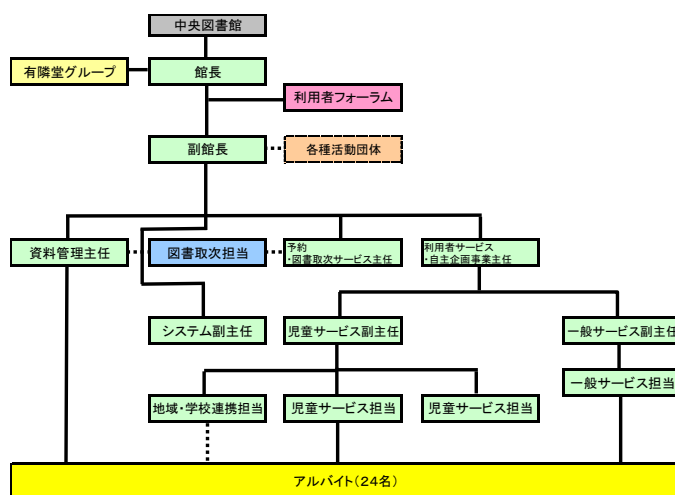 中央図書館
有隣堂グループ
館長
利用者フォーラム
副館長
各種活動団体
資料管理主任
図書取次担当
予約
・図書取次サービス主任
利用者サービス
・自主企画事業主任
システム副主任
児童サービス副主任
一般サービス副主任
一般サービス担当
地域・学校連携担当
児童サービス担当
児童サービス担当
アルバイト(24名)